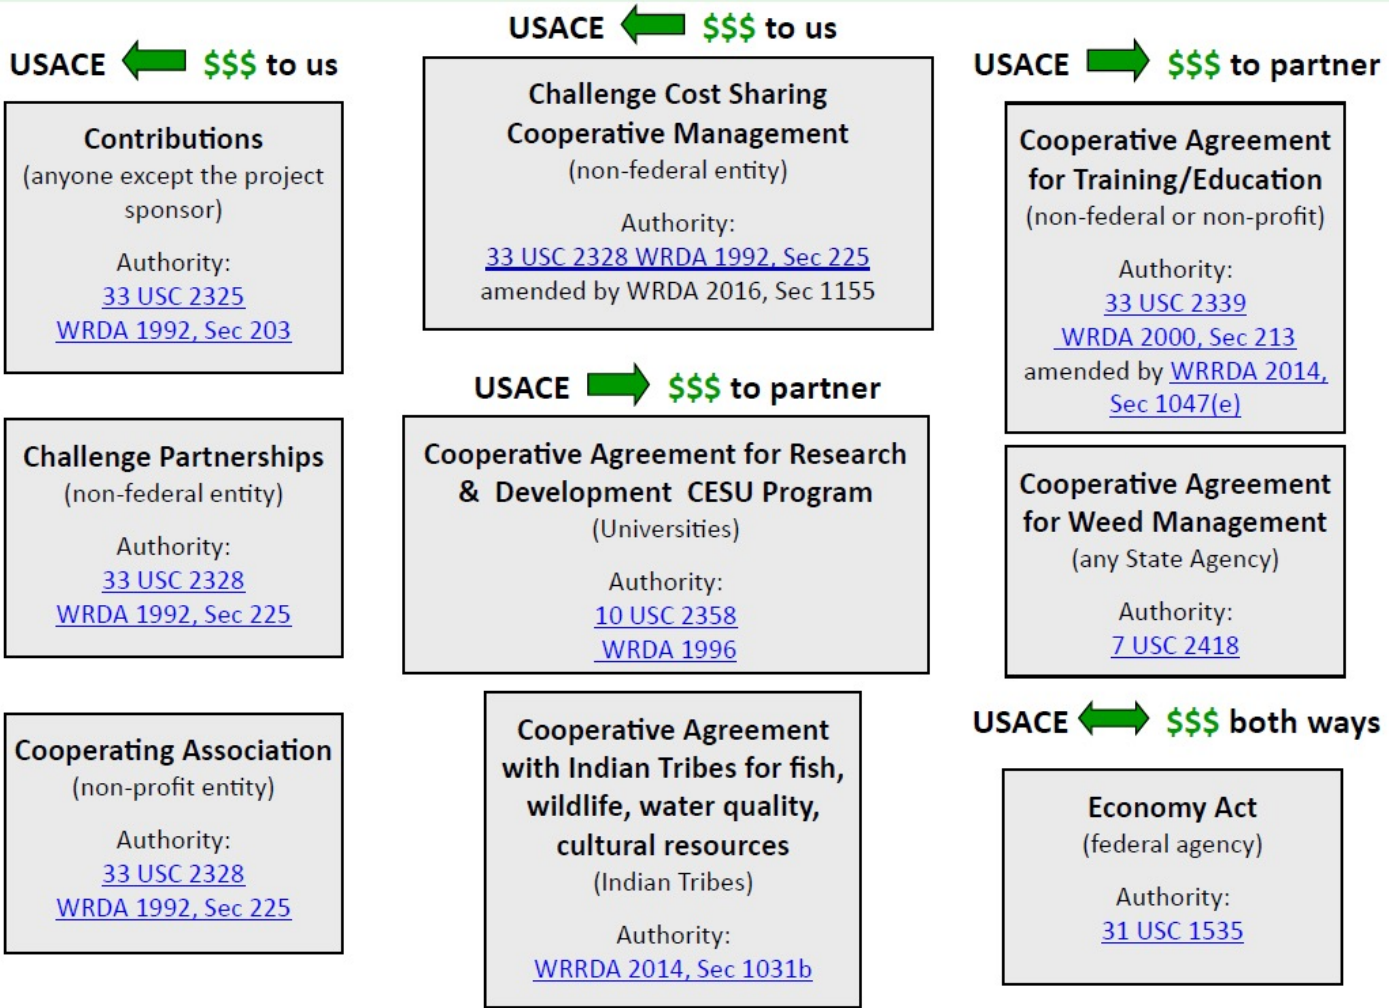 USACE $$$ to us
Contributions
(anyone except the project
sponsor)
Authority:
33 USC 2325
WRDA 1992, Sec 203
Challenge Partnerships
(non-federal entity)
Authority:
33 USC 2328
WRDA 1992, Sec 225
Cooperating Association
(non-profit entity)
Authority:
33 USC 2328
WRDA 1992, Sec 225
USACE $$$ to us
Challenge Cost Sharing
Cooperative Management
(non-federal entity)
Authority:
33 USC 2328 WRDA 1992, Sec 225
amended by WRDA 2016, Sec 1155
USACE $$$ to partner
Cooperative Agreement for Research
& Development CESU Program
(Universities)
Authority:
10 USC 2358
WRDA 1996
Cooperative Agreement
with Indian Tribes for fish,
wildlife, water quality,
cultural resources
(Indian Tribes)
Authority:
WRRDA 2014, Sec 1031b
USACE $$$ to partner
Cooperative Agreement
for Training/Education
(non-federal or non-profit)
Authority:
33 USC 2339
WRDA 2000, Sec 213
amended by WRRDA 2014,
Sec 1047(e)
Cooperative Agreement
for Weed Management
(any State Agency)
Authority:
7 USC 2418
USACE $$$ both ways
Economy Act
(federal agency)
Authority:
31 USC 1535